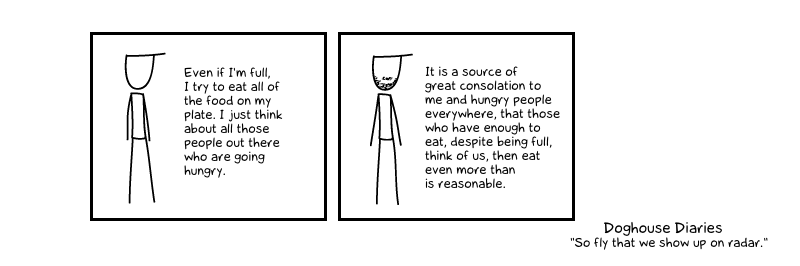 Even if I'm full,
I try to eat all of
the food on my
plate. I just think
about all those
people out there
who are going
hungry.
It is a source of
great consolation to
me and hungry people
everywhere, that those
who have enough to
eat, despite being full,
think of us, then eat
even more than
is reasonable.
Doghouse Diaries
"So fly that we show up on radar."